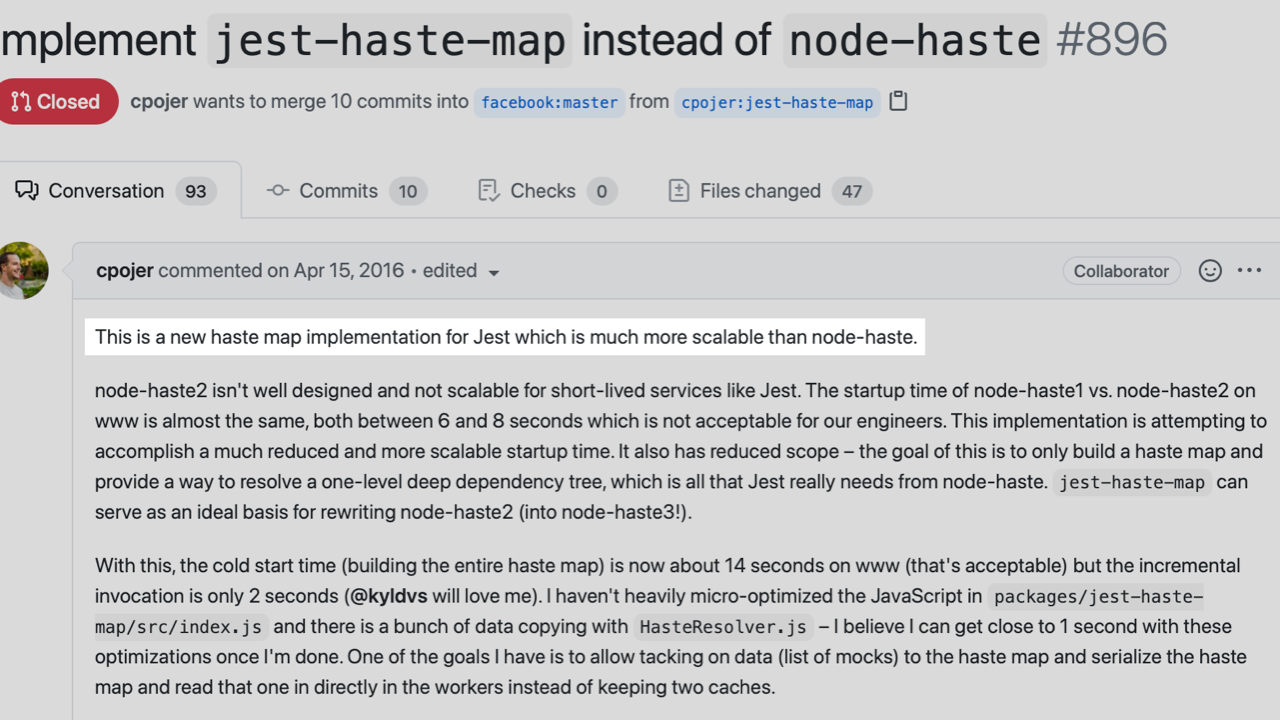 mplement jest-haste-map instead of node-haste #896
Closed cpojer wants to merge 10 commits into facebook:master from cpojer:jest-haste-map
Conversation 93 Commits 10 Checks 0 Files changed 47
cpojer commented on Apr 15, 2016 • edited Collaborator
This is a new haste map implementation for Jest which is much more scalable than node-haste.
node-haste2 isn't well designed and not scalable for short-lived services like Jest. The startup time of node-haste1 vs. node-haste2 on
www is almost the same, both between 6 and 8 seconds which is not acceptable for our engineers. This implementation is attempting to
accomplish a much reduced and more scalable startup time. It also has reduced scope – the goal of this is to only build a haste map and
provide a way to resolve a one-level deep dependency tree, which is all that Jest really needs from node-haste. jest-haste-map can
serve as an ideal basis for rewriting node-haste2 (into node-haste3!).
With this, the cold start time (building the entire haste map) is now about 14 seconds on www (that's acceptable) but the incremental
invocation is only 2 seconds (@kyldvs will love me). I haven't heavily micro-optimized the JavaScript in packages/jest-haste-
map/src/index.js and there is a bunch of data copying with HasteResolver.js – I believe I can get close to 1 second with these
optimizations once I'm done. One of the goals I have is to allow tacking on data (list of mocks) to the haste map and serialize the haste
map and read that one in directly in the workers instead of keeping two caches.